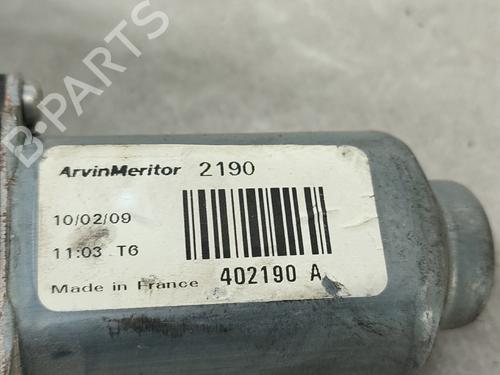 B-PARTS
ArvinMeritor 2190
10/02/09
11:03 T6
402190 A
Made in France